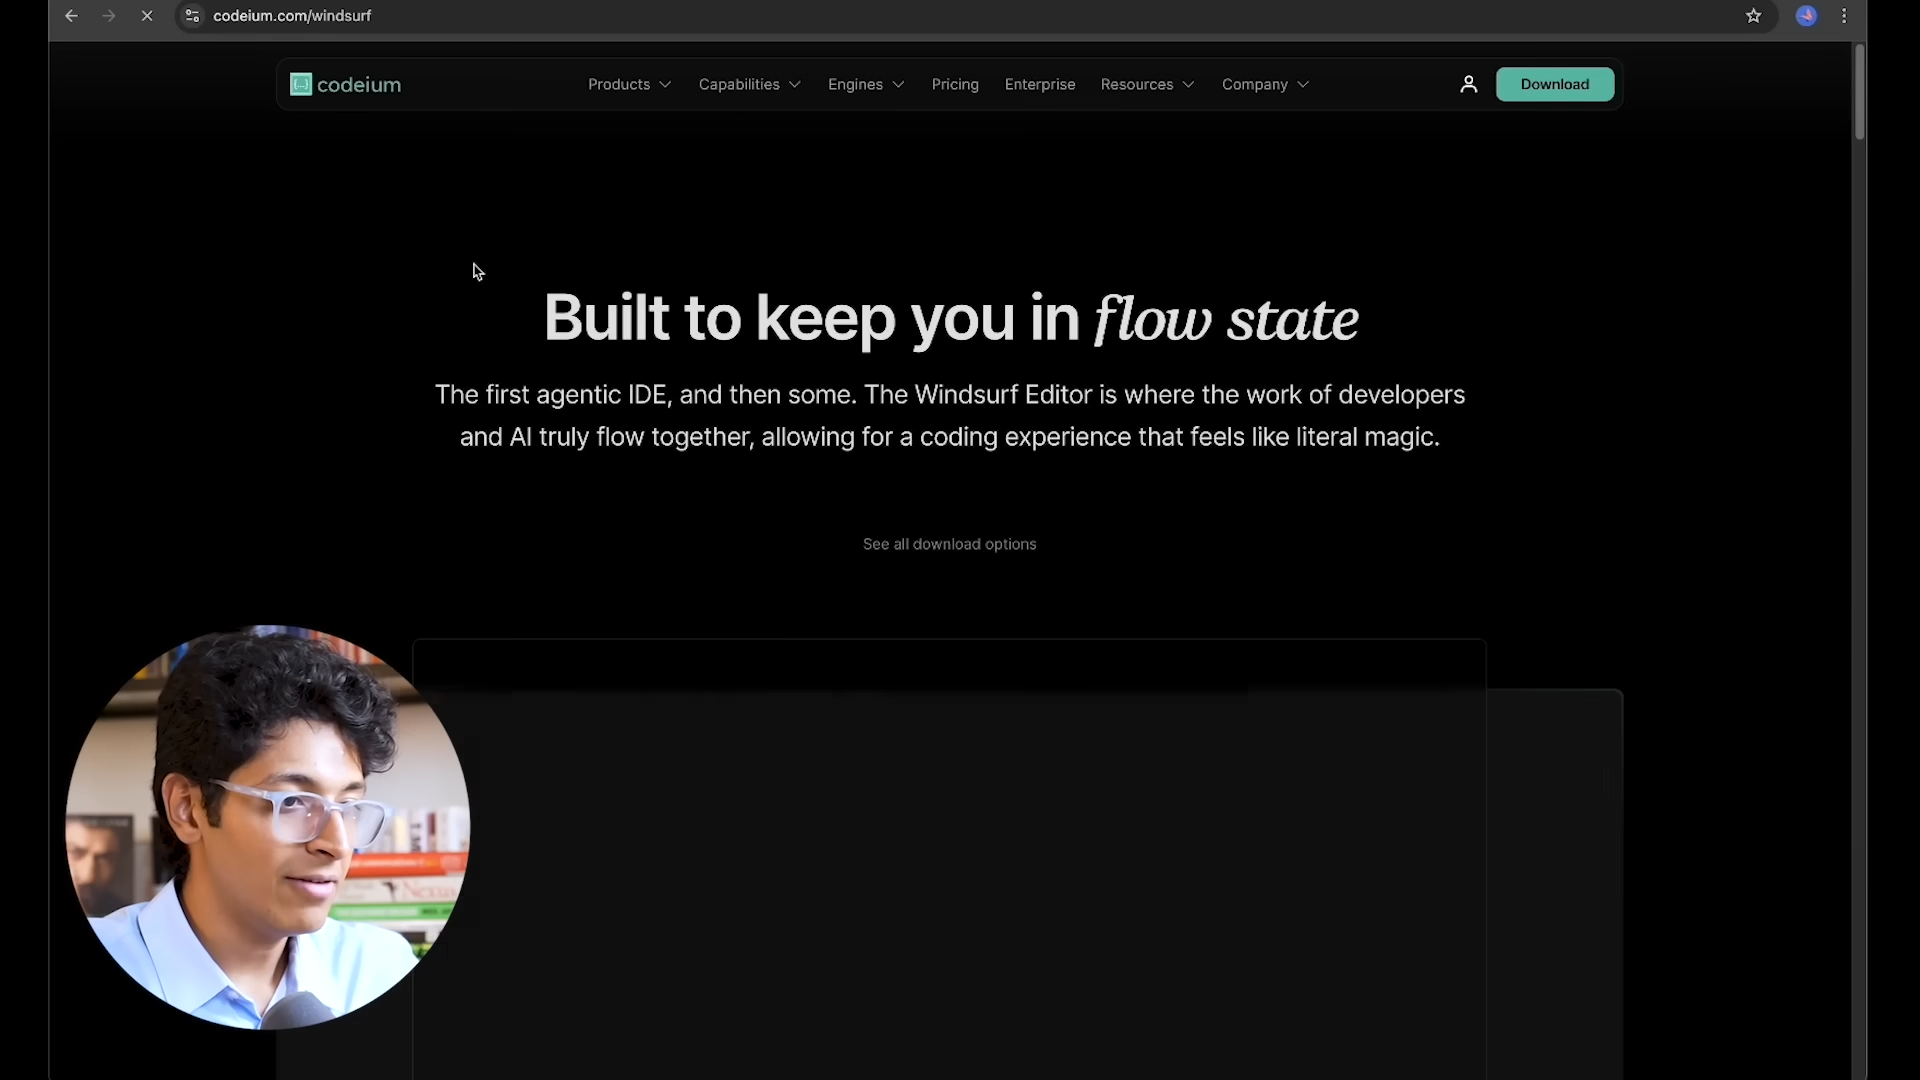 codeium.com/windsurf
codeium
Products
Capabilities
Engines
Pricing
Enterprise
Resources
Company
Download
Built to keep you in flow state
The first agentic IDE, and then some. The Windsurf Editor is where the work of developers
and AI truly flow together, allowing for a coding experience that feels like literal magic.
See all download options
Nexus